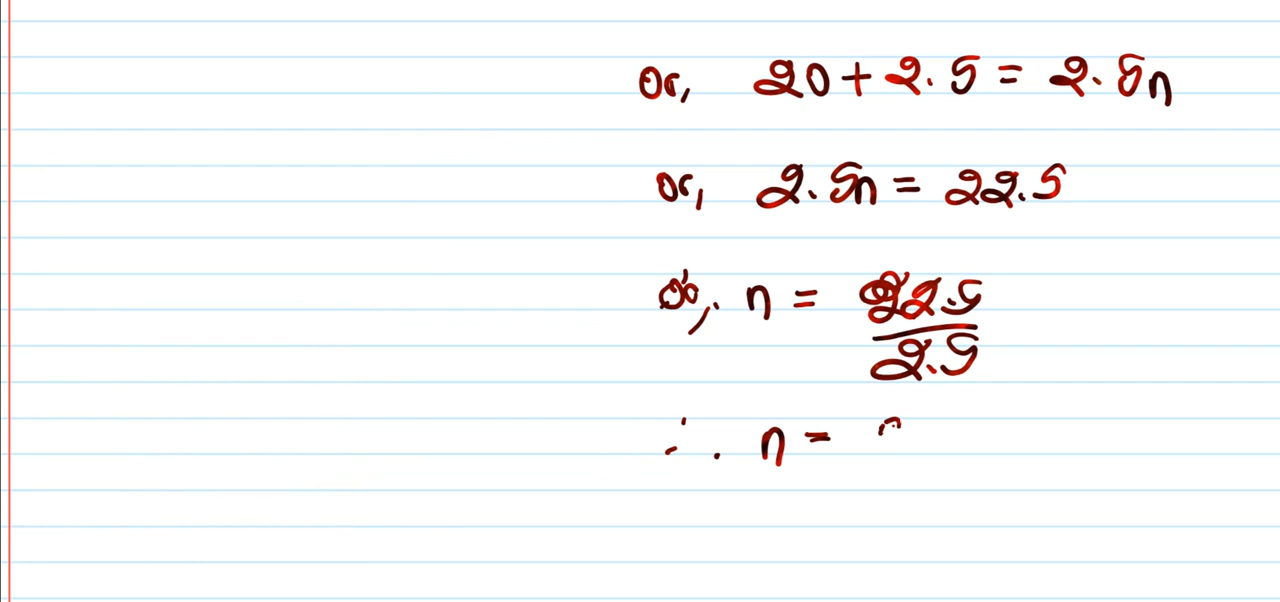 or, 20 + 2.5 = 2.5n
or, 2.5n = 22.5
or, n = 22.5 / 2.5
∴ n =